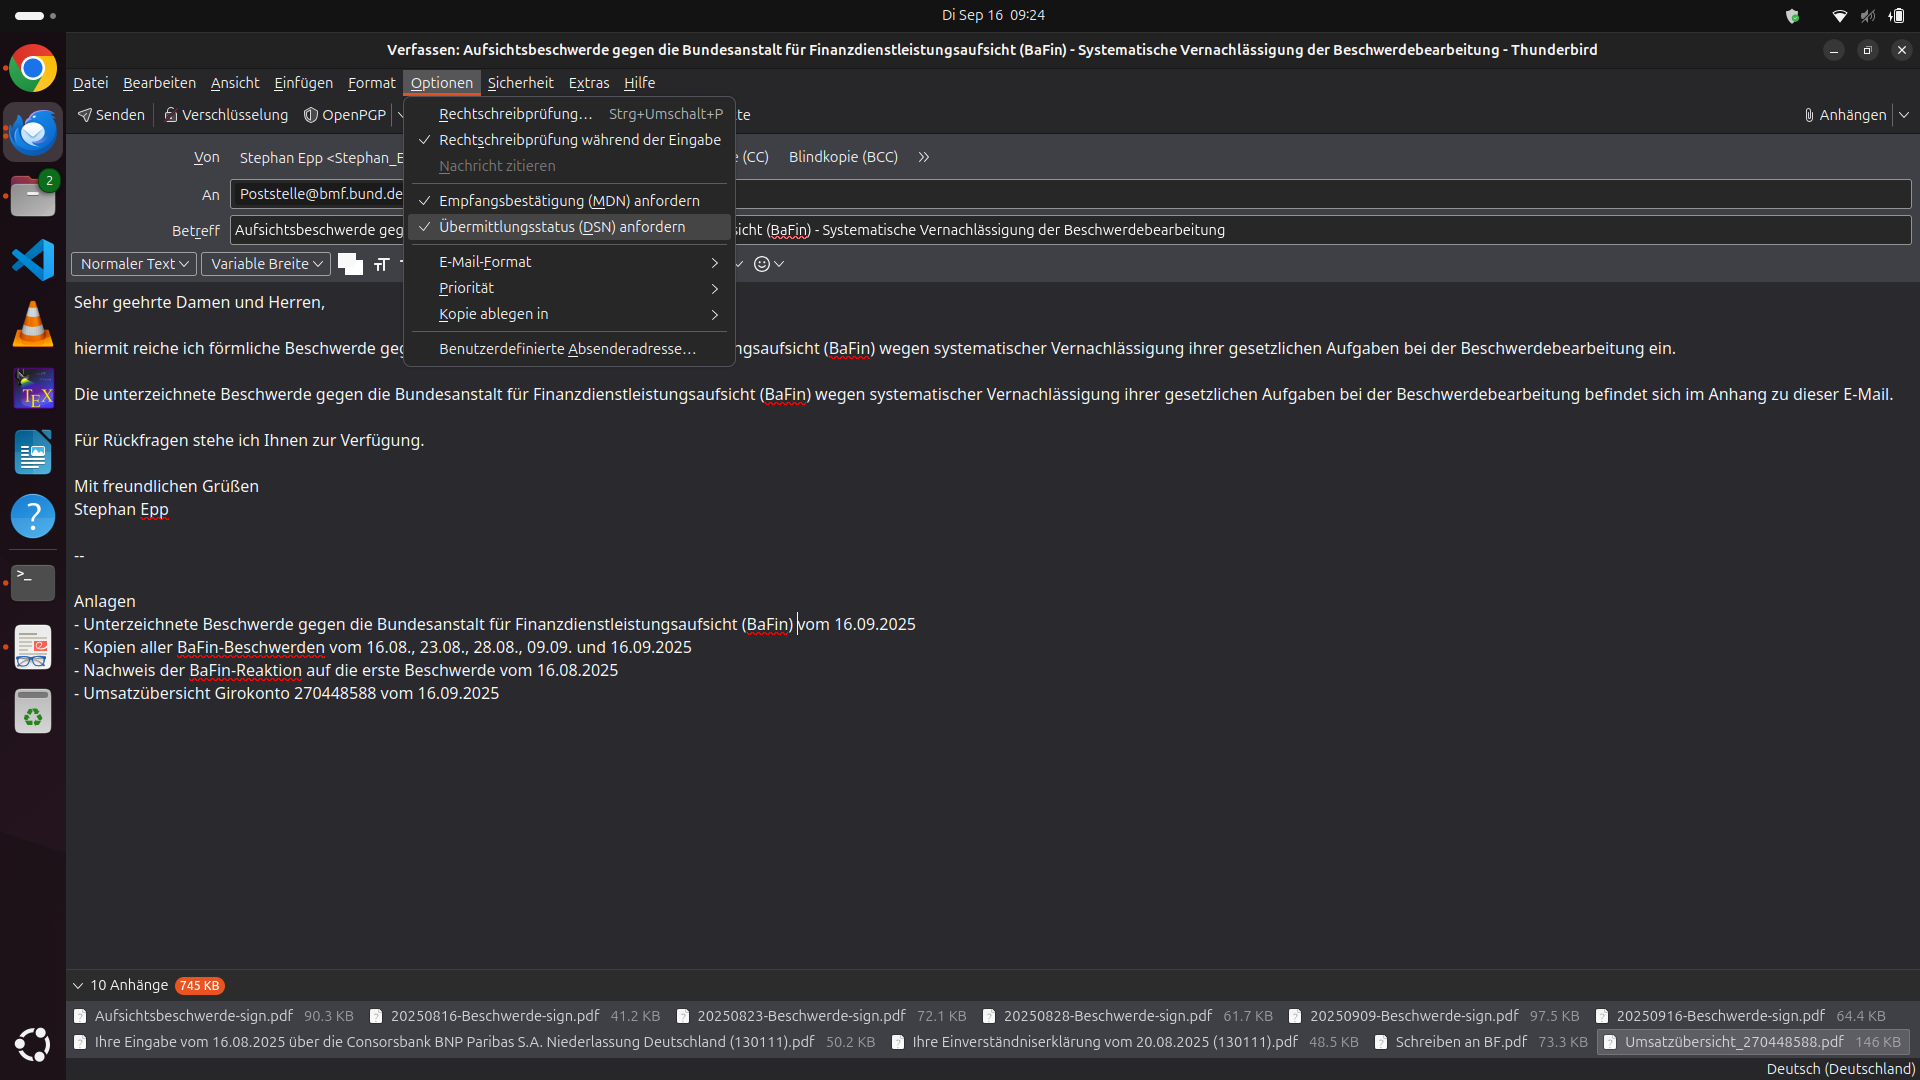 Di Sep 16  09:24
Verfassen: Aufsichtsbeschwerde gegen die Bundesanstalt für Finanzdienstleistungsaufsicht (BaFin) - Systematische Vernachlässigung der Beschwerdebearbeitung - Thunderbird
Datei Bearbeiten Ansicht Einfügen Format Optionen Sicherheit Extras Hilfe
Senden Verschlüsselung OpenPGP Anhängen
Rechtschreibprüfung… Strg+Umschalt+P
Rechtschreibprüfung während der Eingabe
Nachricht zitieren
Empfangsbestätigung (MDN) anfordern
Übermittlungsstatus (DSN) anfordern
E-Mail-Format
Priorität
Kopie ablegen in
Benutzerdefinierte Absenderadresse…
Von Stephan Epp <Stephan_E (CC) Blindkopie (BCC)
An Poststelle@bmf.bund.de
Betreff Aufsichtsbeschwerde geg sicht (BaFin) - Systematische Vernachlässigung der Beschwerdebearbeitung
Normaler Text Variable Breite
Sehr geehrte Damen und Herren,
hiermit reiche ich förmliche Beschwerde geg ngsaufsicht (BaFin) wegen systematischer Vernachlässigung ihrer gesetzlichen Aufgaben bei der Beschwerdebearbeitung ein.
Die unterzeichnete Beschwerde gegen die Bundesanstalt für Finanzdienstleistungsaufsicht (BaFin) wegen systematischer Vernachlässigung ihrer gesetzlichen Aufgaben bei der Beschwerdebearbeitung befindet sich im Anhang zu dieser E-Mail.
Für Rückfragen stehe ich Ihnen zur Verfügung.
Mit freundlichen Grüßen
Stephan Epp
--
Anlagen
- Unterzeichnete Beschwerde gegen die Bundesanstalt für Finanzdienstleistungsaufsicht (BaFin) vom 16.09.2025
- Kopien aller BaFin-Beschwerden vom 16.08., 23.08., 28.08., 09.09. und 16.09.2025
- Nachweis der BaFin-Reaktion auf die erste Beschwerde vom 16.08.2025
- Umsatzübersicht Girokonto 270448588 vom 16.09.2025
10 Anhänge 745 KB
Aufsichtsbeschwerde-sign.pdf 90.3 KB 20250816-Beschwerde-sign.pdf 41.2 KB 20250823-Beschwerde-sign.pdf 72.1 KB 20250828-Beschwerde-sign.pdf 61.7 KB 20250909-Beschwerde-sign.pdf 97.5 KB 20250916-Beschwerde-sign.pdf 64.4 KB
Ihre Eingabe vom 16.08.2025 über die Consorsbank BNP Paribas S.A. Niederlassung Deutschland (130111).pdf 50.2 KB Ihre Einverständniserklärung vom 20.08.2025 (130111).pdf 48.5 KB Schreiben an BF.pdf 73.3 KB Umsatzübersicht_270448588.pdf 146 KB
Deutsch (Deutschland)
2
TEX